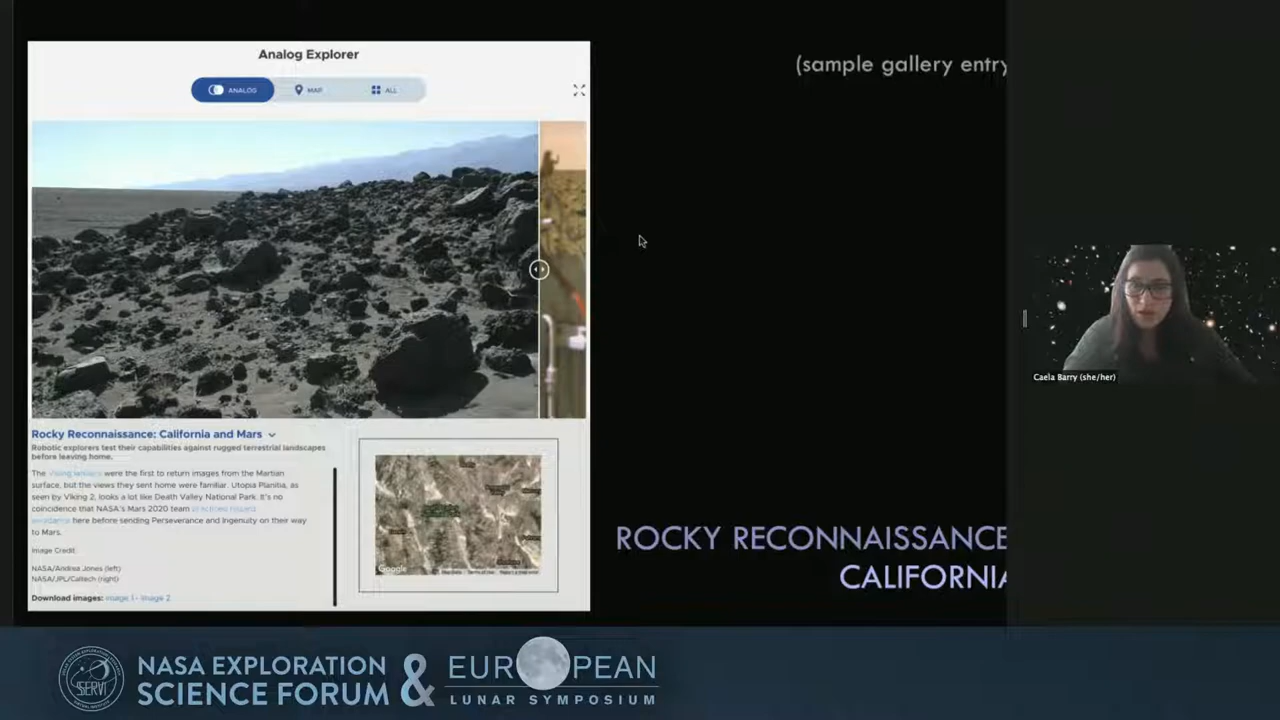 Analog Explorer
ANALOG
MAP
ALL
(sample gallery entry
Rocky Reconnaissance: California and Mars
Robotic explorers test their capabilities against rugged terrestrial landscapes
before leaving home.
The Viking landers were the first to return images from the Martian
surface, but the views they sent home were familiar. Utopia Planitia, as
seen by Viking 2, looks a lot like Death Valley National Park. It's no
coincidence that NASA's Mars 2020 team practiced hazard
avoidance here before sending Perseverance and Ingenuity on their way
to Mars.
Image Credit
NASA/Andrea Jones (left)
NASA/JPL/Caltech (right)
Download images: Image 1 - Image 2
Google
ROCKY RECONNAISSANCE
CALIFORNIA
Caela Barry (she/her)
SSERVI
NASA EXPLORATION
SCIENCE FORUM
&
EUROPEAN
LUNAR SYMPOSIUM